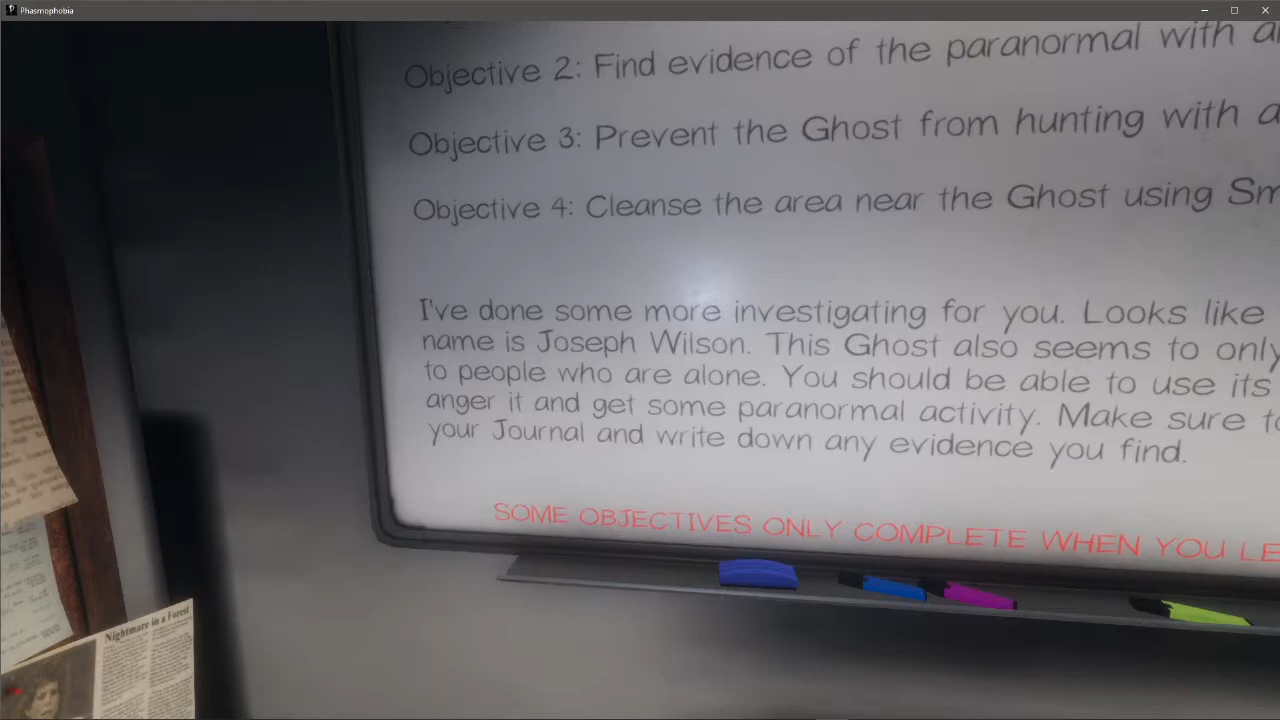 Phasmophobia
Objective 2: Find evidence of the paranormal with
Objective 3: Prevent the Ghost from hunting with
Objective 4: Cleanse the area near the Ghost using
I've done some more investigating for you. Looks like
name is Joseph Wilson. This Ghost also seems to only
to people who are alone. You should be able to use its
anger it and get some paranormal activity. Make sure to
your Journal and write down any evidence you find.
SOME OBJECTIVES ONLY COMPLETE WHEN YOU
Nightmare in a Forest